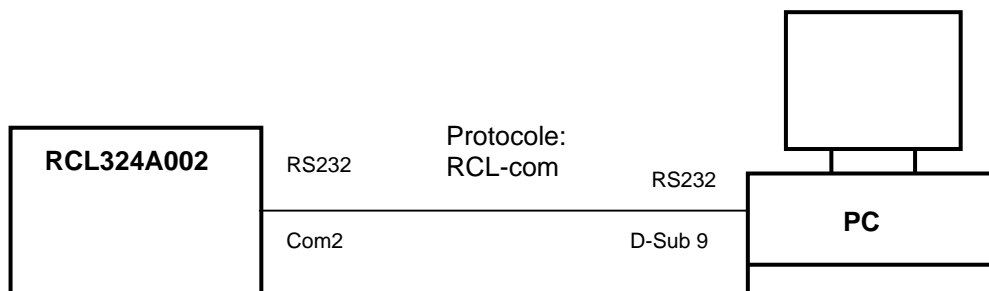 RCL324A002
RS232
Protocole:
RCL-com
RS232
PC
Com2
D-Sub 9